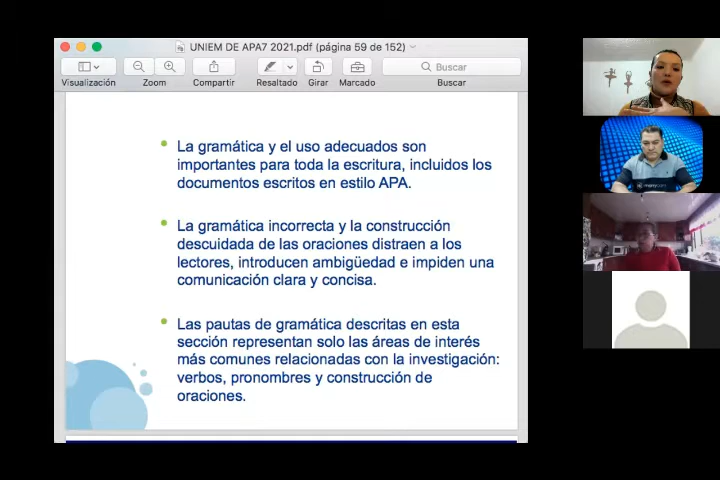 UNIEM DE APA7 2021.pdf (página 59 de 152)
Visualización Zoom Compartir Resaltado Girar Marcado Buscar
Buscar
• La gramática y el uso adecuados son
importantes para toda la escritura, incluidos los
documentos escritos en estilo APA.
• La gramática incorrecta y la construcción
descuidada de las oraciones distraen a los
lectores, introducen ambigüedad e impiden una
comunicación clara y concisa.
• Las pautas de gramática descritas en esta
sección representan solo las áreas de interés
más comunes relacionadas con la investigación:
verbos, pronombres y construcción de
oraciones.